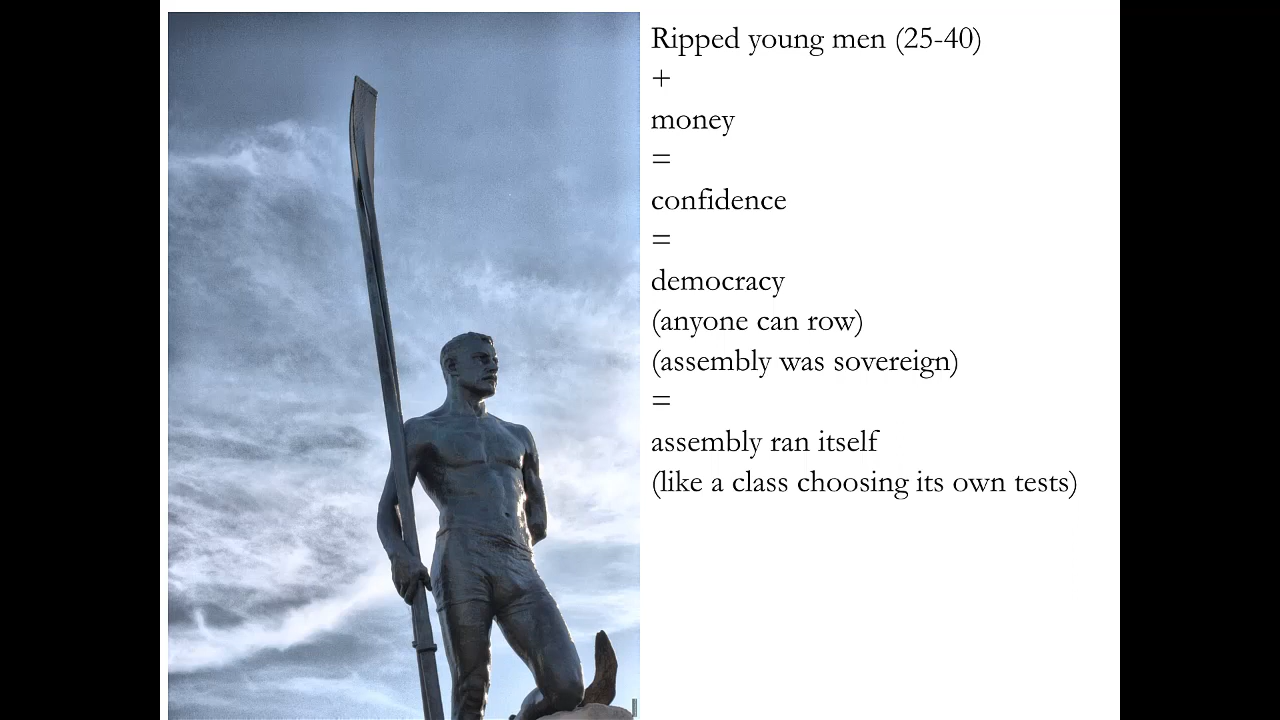 Ripped young men (25-40)
+
money
=
confidence
=
democracy
(anyone can row)
(assembly was sovereign)
=
assembly ran itself
(like a class choosing its own tests)